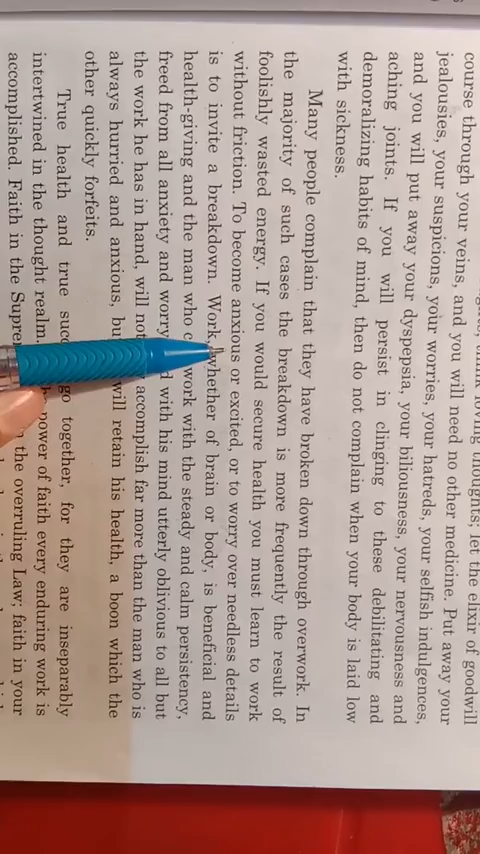 loving thoughts; let the elixir of goodwill
course through your veins, and you will need no other medicine. Put away your
jealousies, your suspicions, your worries, your hatreds, your selfish indulgences,
and you will put away your dyspepsia, your biliousness, your nervousness and
aching joints. If you will persist in clinging to these debilitating and
demoralizing habits of mind, then do not complain when your body is laid low
with sickness.
Many people complain that they have broken down through overwork. In
the majority of such cases the breakdown is more frequently the result of
foolishly wasted energy. If you would secure health you must learn to work
without friction. To become anxious or excited, or to worry over needless details
is to invite a breakdown. Work, whether of brain or body, is beneficial and
health-giving and the man who work with the steady and calm persistency,
freed from all anxiety and worry with his mind utterly oblivious to all but
the work he has in hand, will not accomplish far more than the man who is
always hurried and anxious, will retain his health, a boon which the
other quickly forfeits.
True health and true go together, for they are inseparably
intertwined in the thought realm. power of faith every enduring work is
accomplished. Faith in the the overruling Law; faith in your